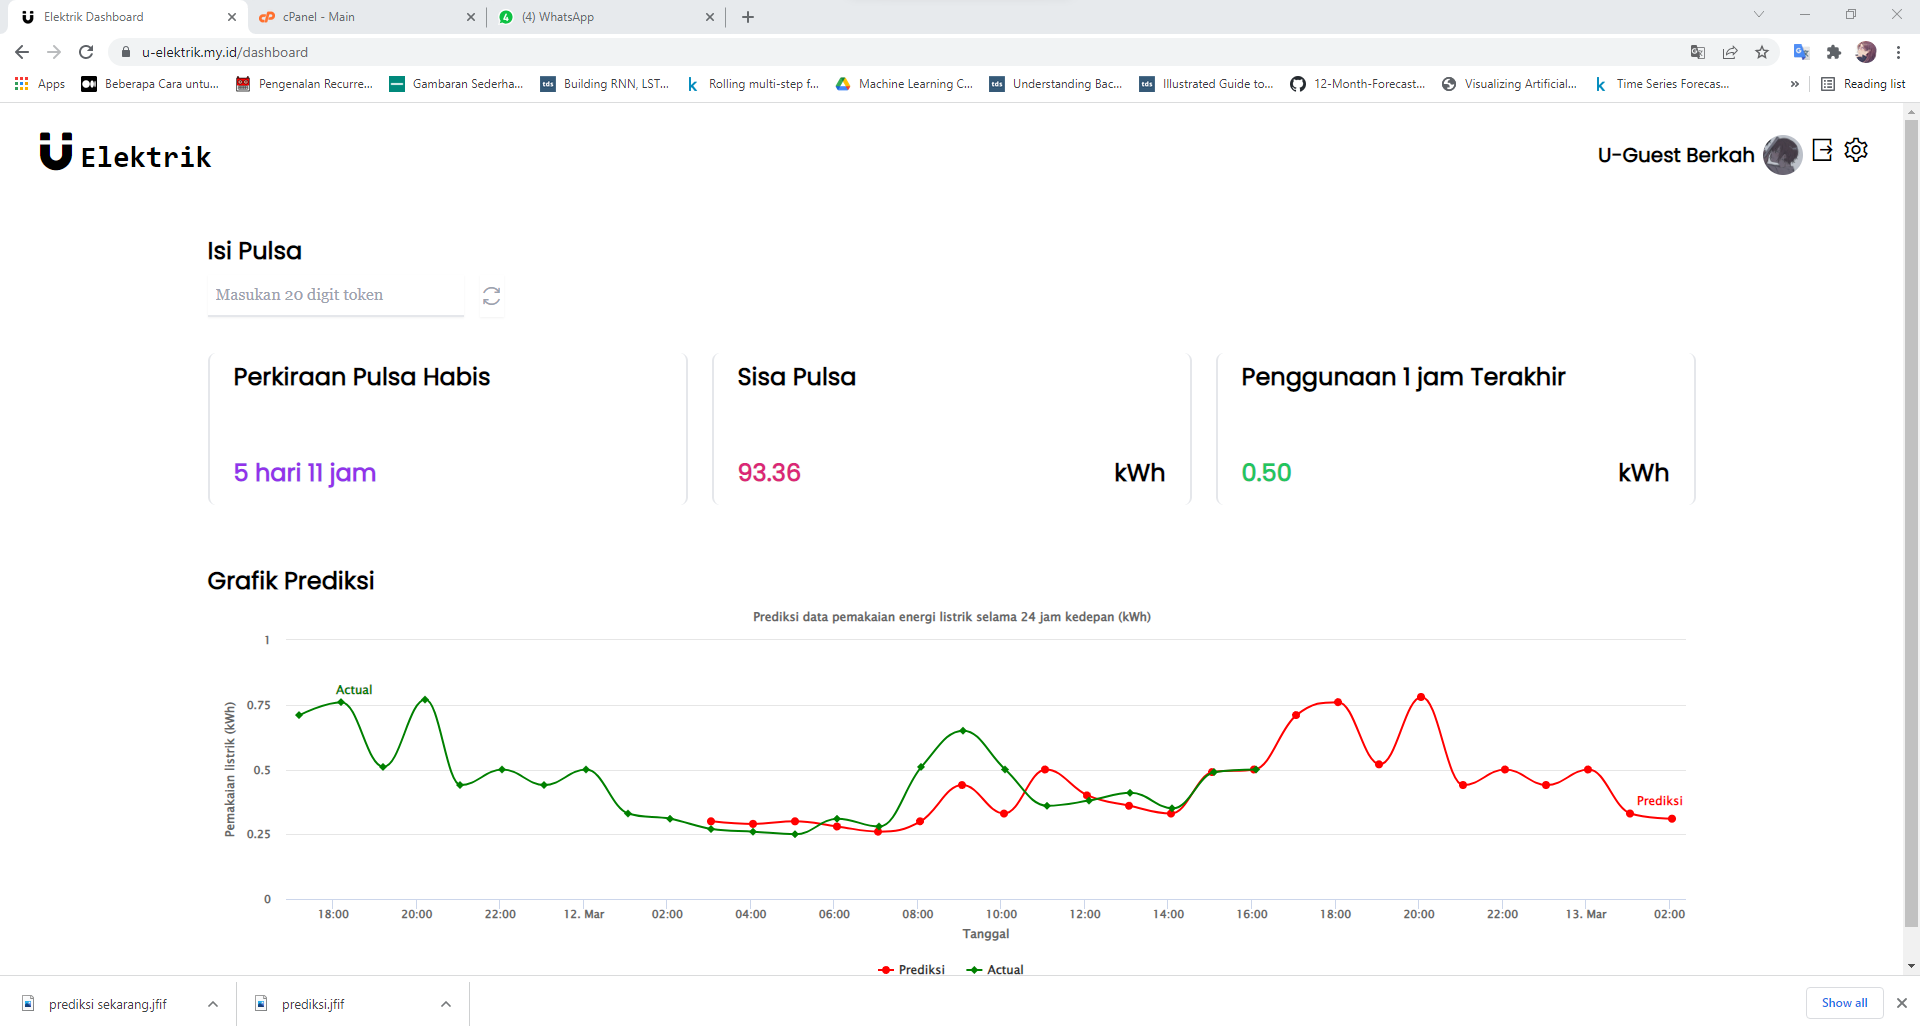 Elektrik Dashboard
cPanel - Main
(4) WhatsApp
u-elektrik.my.id/dashboard
Apps
Beberapa Cara untu...
Pengenalan Recurre...
Gambaran Sederha...
Building RNN, LST...
Rolling multi-step f...
Machine Learning C...
Understanding Bac...
Illustrated Guide to...
12-Month-Forecast...
Visualizing Artificial...
Time Series Forecas...
»
Reading list
U Elektrik
U-Guest Berkah
Isi Pulsa
Masukan 20 digit token
Perkiraan Pulsa Habis
5 hari 11 jam
Sisa Pulsa
93.36 kWh
Penggunaan 1 jam Terakhir
0.50 kWh
Grafik Prediksi
Prediksi data pemakaian energi listrik selama 24 jam kedepan (kWh)
Pemakaian listrik (kWh)
1
0.75
0.5
0.25
0
Actual
Prediksi
18:00 20:00 22:00 12. Mar 02:00 04:00 06:00 08:00 10:00 12:00 14:00 16:00 18:00 20:00 22:00 13. Mar 02:00
Tanggal
Prediksi Actual
prediksi sekarang.jfif
prediksi.jfif
Show all